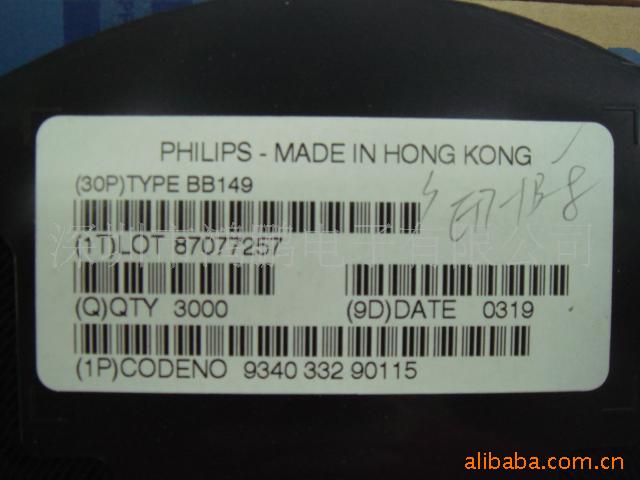 PHILIPS - MADE IN HONG KONG
(30P)TYPE BB149
(1T)LOT 87077257
(Q)QTY 3000 (9D)DATE 0319
(1P)CODENO 9340 332 90115
alibaba.com.cn